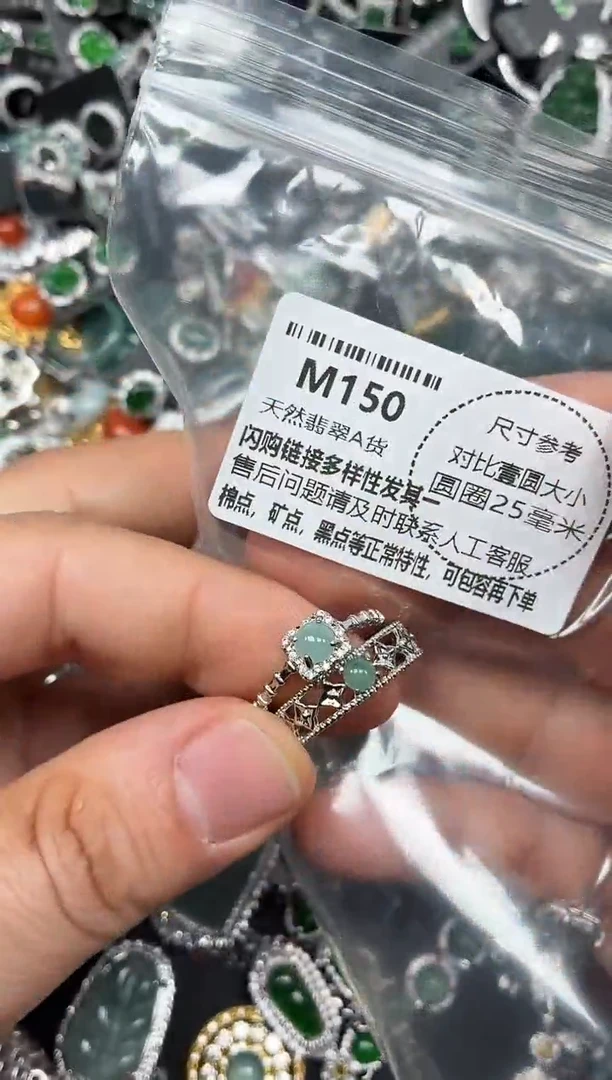 M150
天然翡翠A货
闪购链接多样性发其一
售后问题请及时联系人工客服
棉点，矿点，黑点等正常特性，可包容再下单
尺寸参考
对比壹圆大小
圆圈25毫米